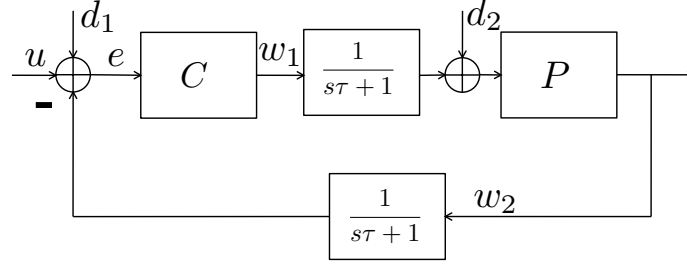 d₁
d₂
u
e
C
w₁
1
sτ + 1
P
-
1
sτ + 1
w₂